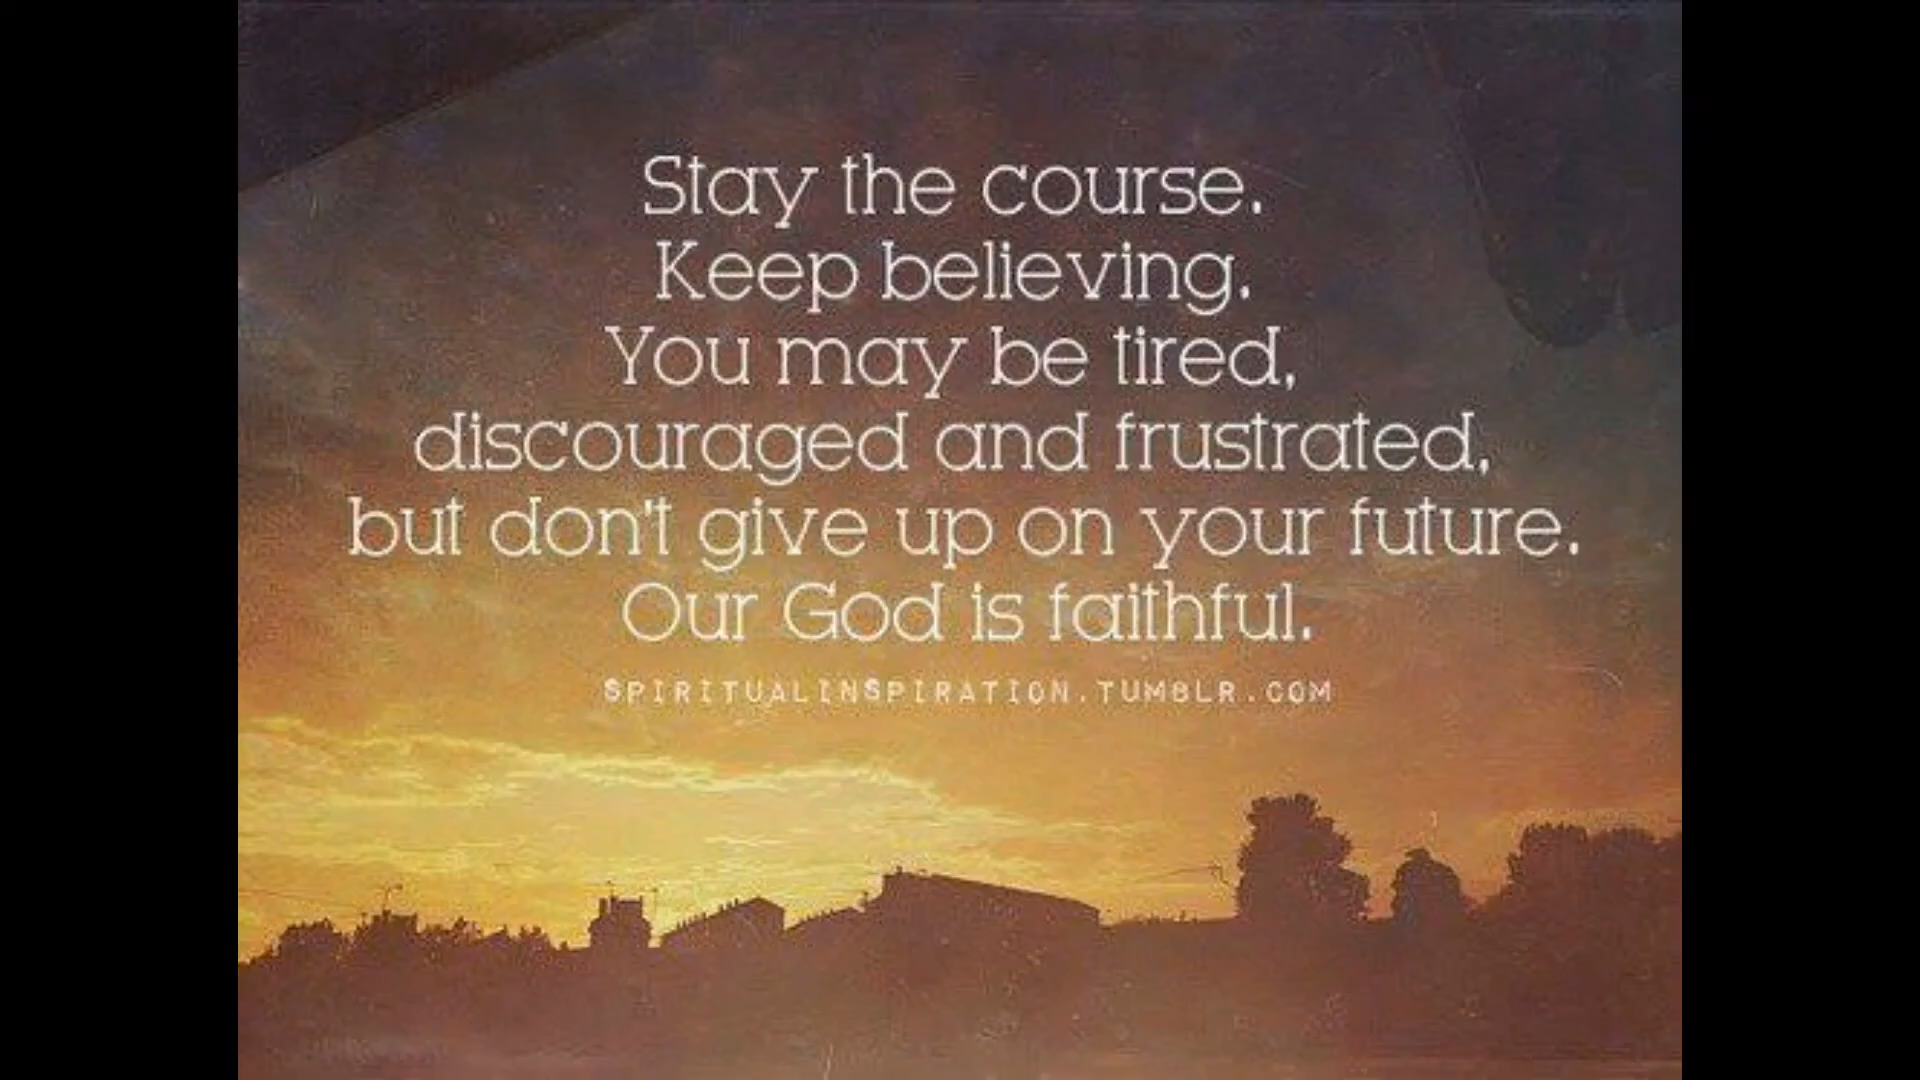 Stay the course.
Keep believing.
You may be tired,
discouraged and frustrated,
but don't give up on your future.
Our God is faithful.
SPIRITUALINSPIRATION.TUMBLR.COM